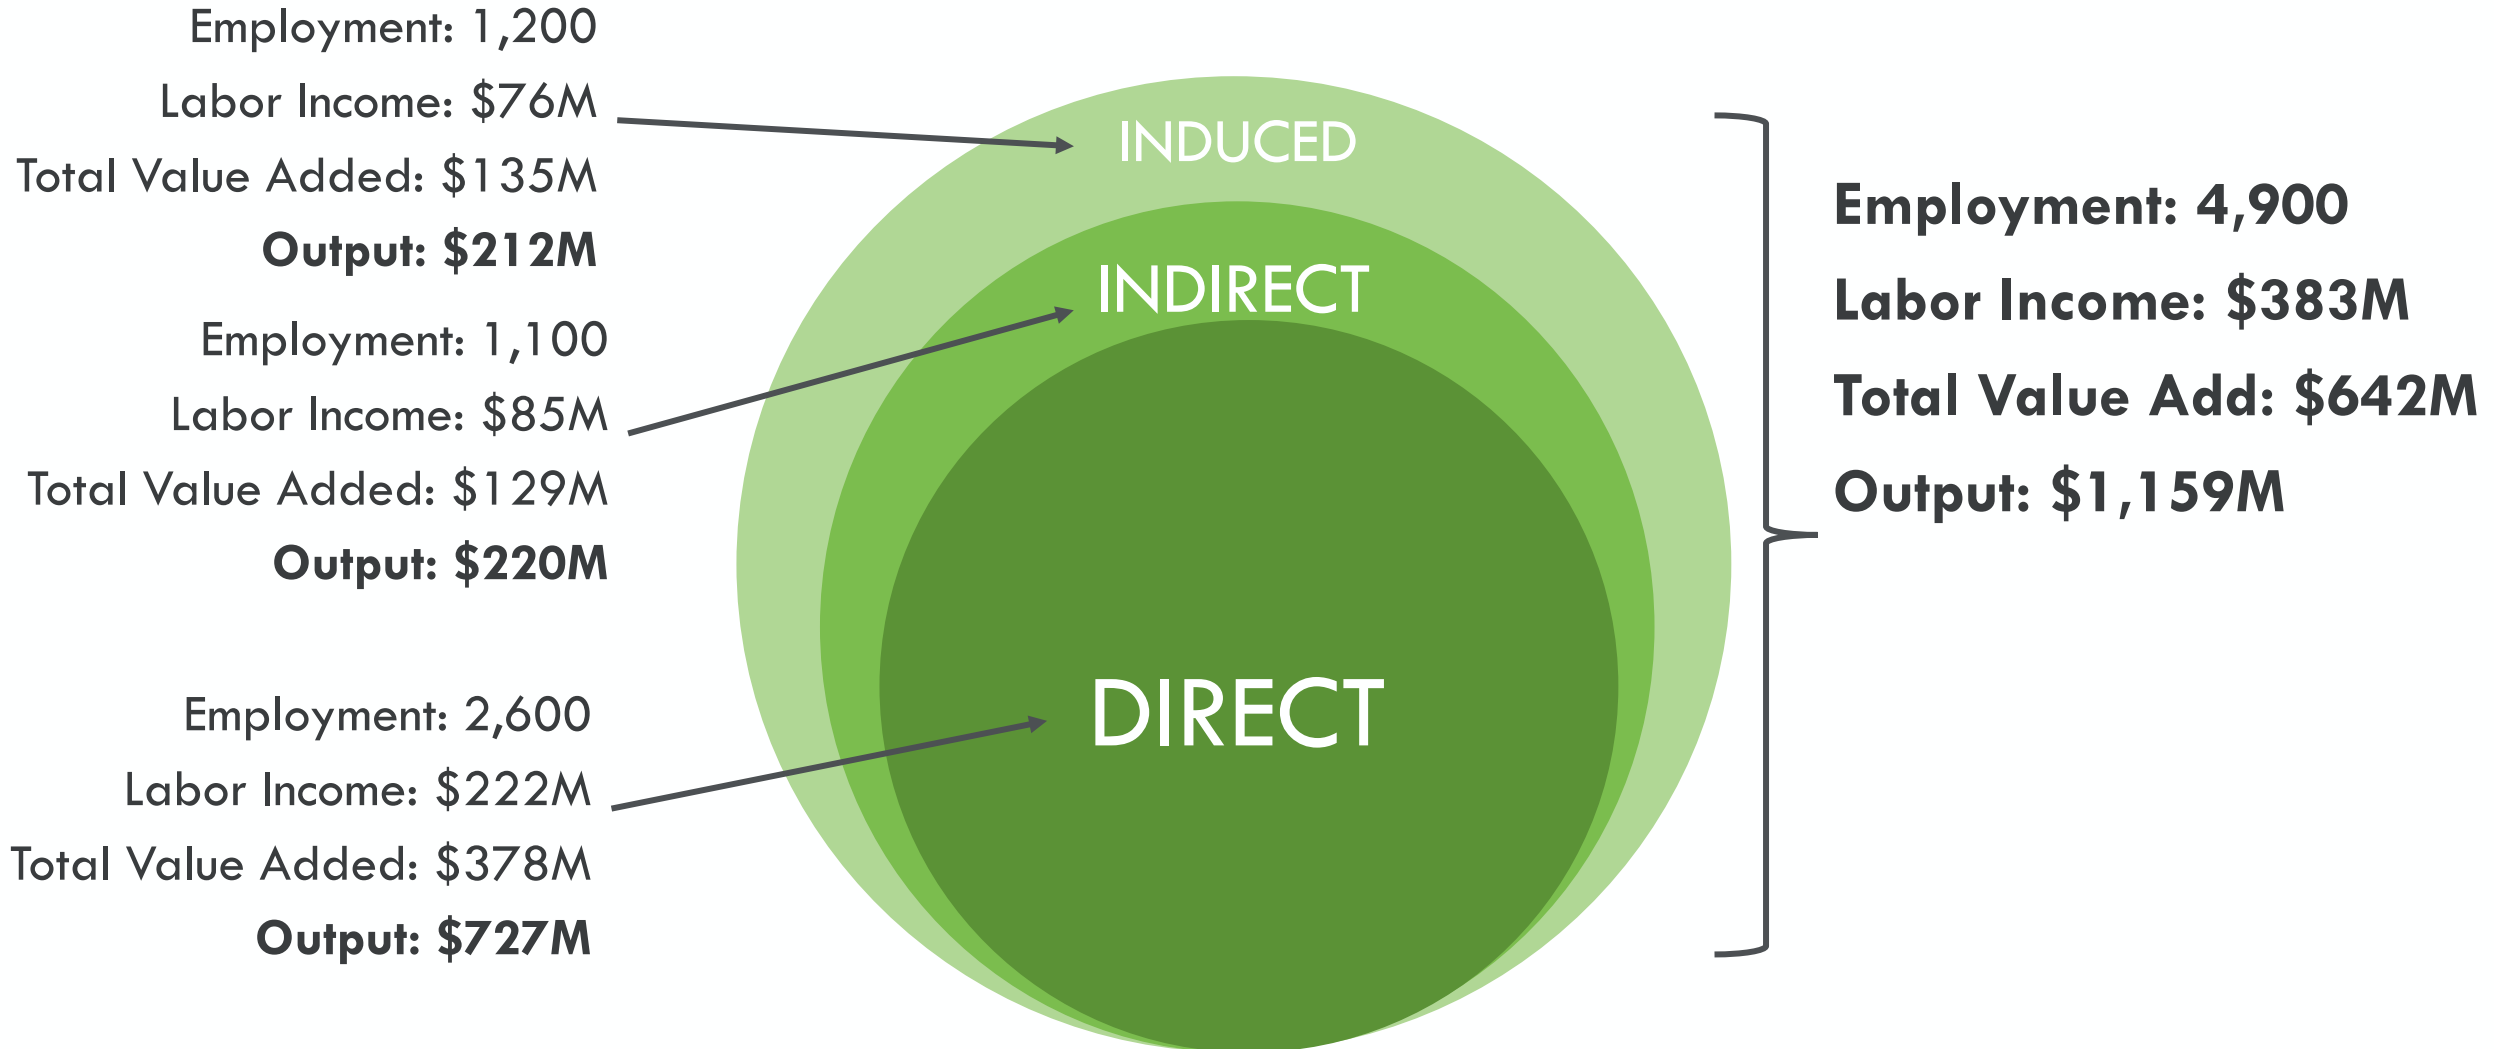 Employment: 1,200
Labor Income: $76M
Total Value Added: $135M
Output: $212M
Employment: 1,100
Labor Income: $85M
Total Value Added: $129M
Output: $220M
Employment: 2,600
Labor Income: $222M
Total Value Added: $378M
Output: $727M
INDUCED
INDIRECT
DIRECT
Employment: 4,900
Labor Income: $383M
Total Value Add: $642M
Output: $1,159M